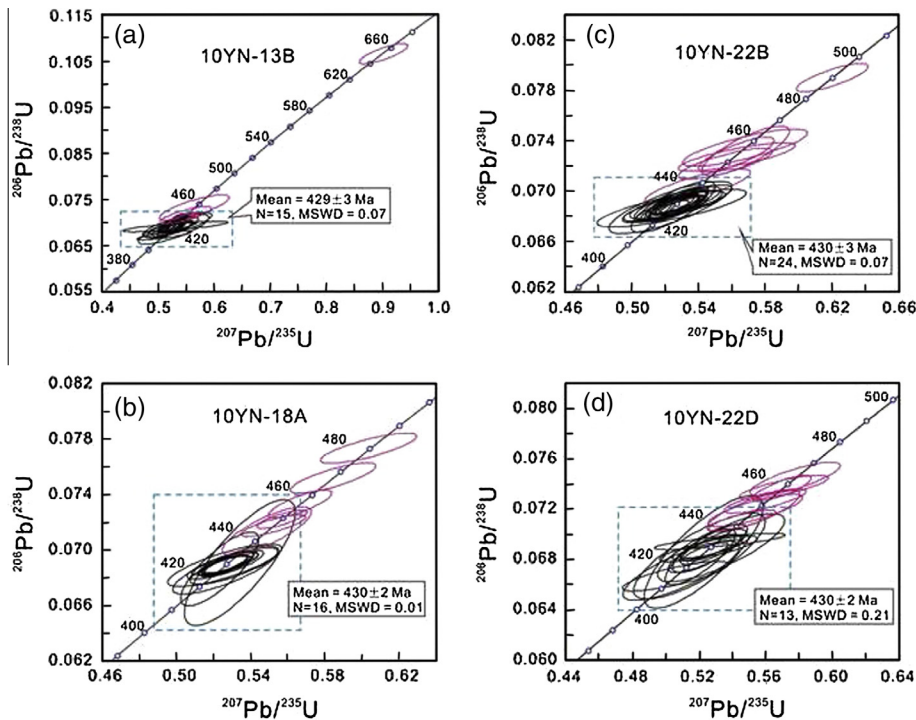 (a)
10YN-13B
0.115
0.105
0.095
0.085
0.075
0.065
0.055
206Pb/238U
660
620
580
540
500
460
420
380
Mean = 429±3 Ma
N=15, MSWD = 0.07
0.4 0.5 0.6 0.7 0.8 0.9 1.0
207Pb/235U
(c)
10YN-22B
0.082
0.078
0.074
0.070
0.066
0.062
206Pb/238U
500
480
460
440
420
400
Mean = 430±3 Ma
N=24, MSWD = 0.07
0.46 0.50 0.54 0.58 0.62 0.66
207Pb/235U
(b)
10YN-18A
0.082
0.078
0.074
0.070
0.066
0.062
206Pb/238U
480
460
440
420
400
Mean = 430±2 Ma
N=16, MSWD = 0.01
0.46 0.50 0.54 0.58 0.62
207Pb/235U
(d)
10YN-22D
0.080
0.076
0.072
0.068
0.064
0.060
206Pb/238U
500
480
460
440
420
400
Mean = 430±2 Ma
N=13, MSWD = 0.21
0.44 0.48 0.52 0.56 0.60 0.64
207Pb/235U